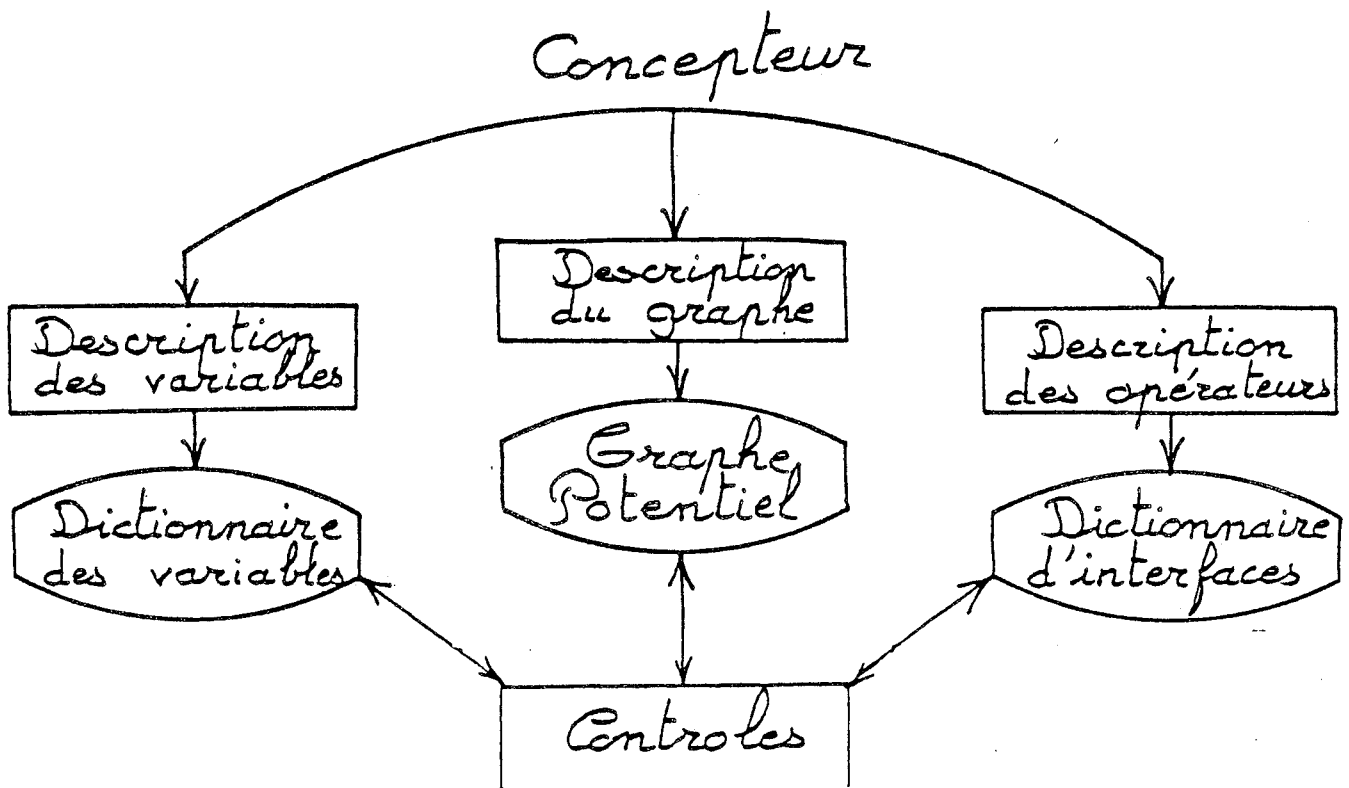 Concepteur
Description
du graphe
Description
des variables
Description
des opérateurs
Graphe
Potentiel
Dictionnaire
des variables
Dictionnaire
d'interfaces
Controles